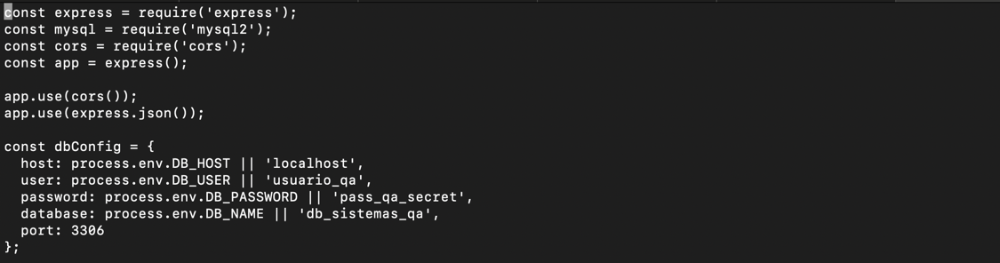 const express = require('express');
const mysql = require('mysql2');
const cors = require('cors');
const app = express();
app.use(cors());
app.use(express.json());
const dbConfig = {
  host: process.env.DB_HOST || 'localhost',
  user: process.env.DB_USER || 'usuario_qa',
  password: process.env.DB_PASSWORD || 'pass_qa_secret',
  database: process.env.DB_NAME || 'db_sistemas_qa',
  port: 3306
};